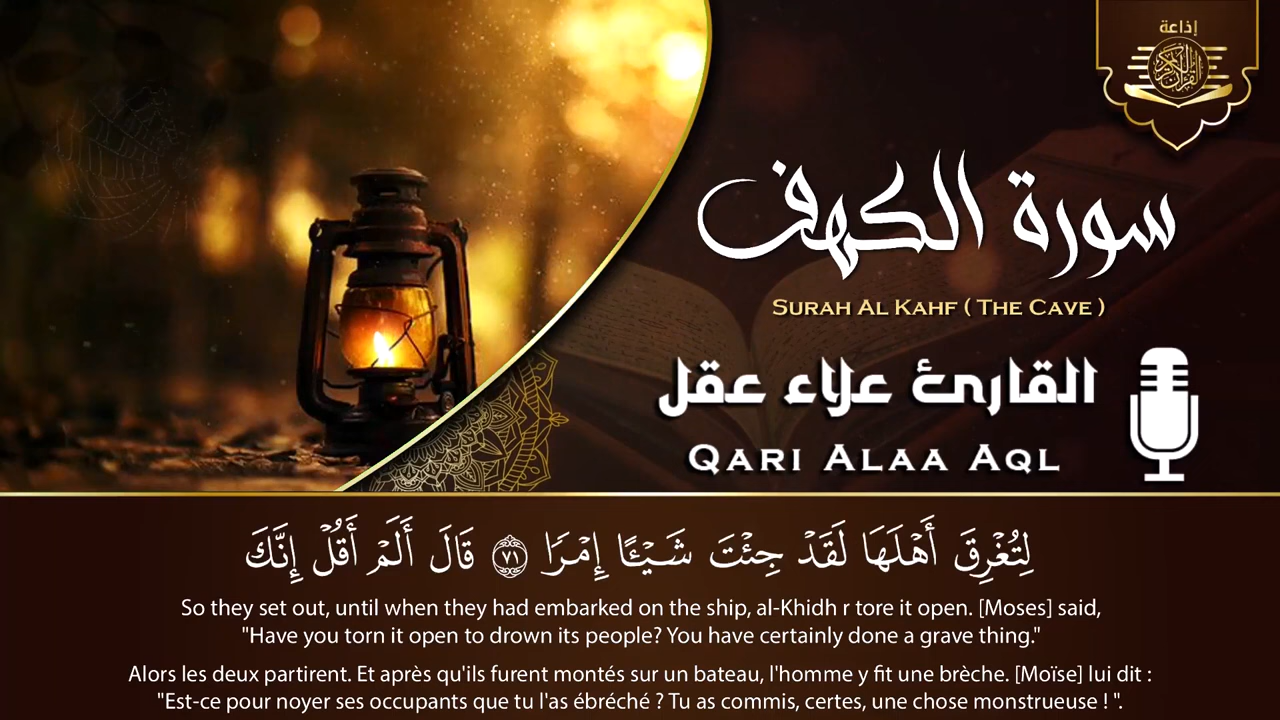 إذاعة
القرآن الكريم
سورة الكهف
SURAH AL KAHF ( THE CAVE )
القارئ علاء عقل
QARI ALAA AQL
لِتُغْرِقَ أَهْلَهَا لَقَدْ جِئْتَ شَيْـًٔا إِمْرًا ٧١ قَالَ أَلَمْ أَقُلْ إِنَّكَ
So they set out, until when they had embarked on the ship, al-Khidh r tore it open. [Moses] said,
"Have you torn it open to drown its people? You have certainly done a grave thing."
Alors les deux partirent. Et après qu'ils furent montés sur un bateau, l'homme y fit une brèche. [Moïse] lui dit :
"Est-ce pour noyer ses occupants que tu l'as ébréché ? Tu as commis, certes, une chose monstrueuse ! ".